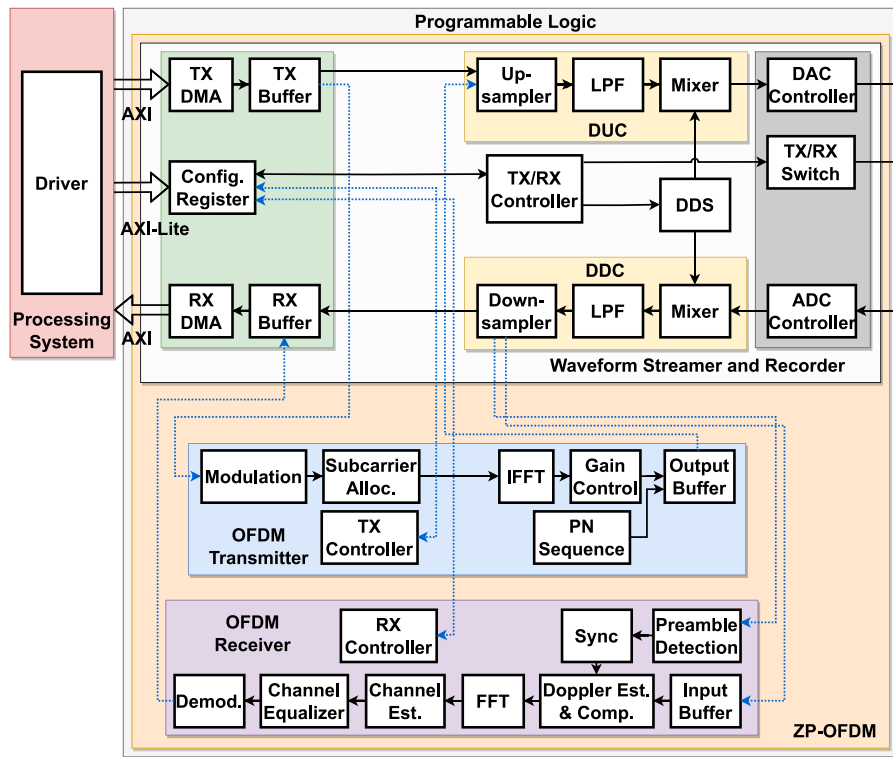 Programmable Logic
Driver
Processing
System
AXI
AXI-Lite
AXI
TX
DMA
TX
Buffer
Config.
Register
RX
DMA
RX
Buffer
Up-
sampler
LPF
Mixer
DUC
TX/RX
Controller
DDS
DDC
Down-
sampler
LPF
Mixer
DAC
Controller
TX/RX
Switch
ADC
Controller
Waveform Streamer and Recorder
Modulation
Subcarrier
Alloc.
IFFT
Gain
Control
Output
Buffer
OFDM
Transmitter
TX
Controller
PN
Sequence
OFDM
Receiver
RX
Controller
Sync
Preamble
Detection
Demod.
Channel
Equalizer
Channel
Est.
FFT
Doppler Est.
& Comp.
Input
Buffer
ZP-OFDM